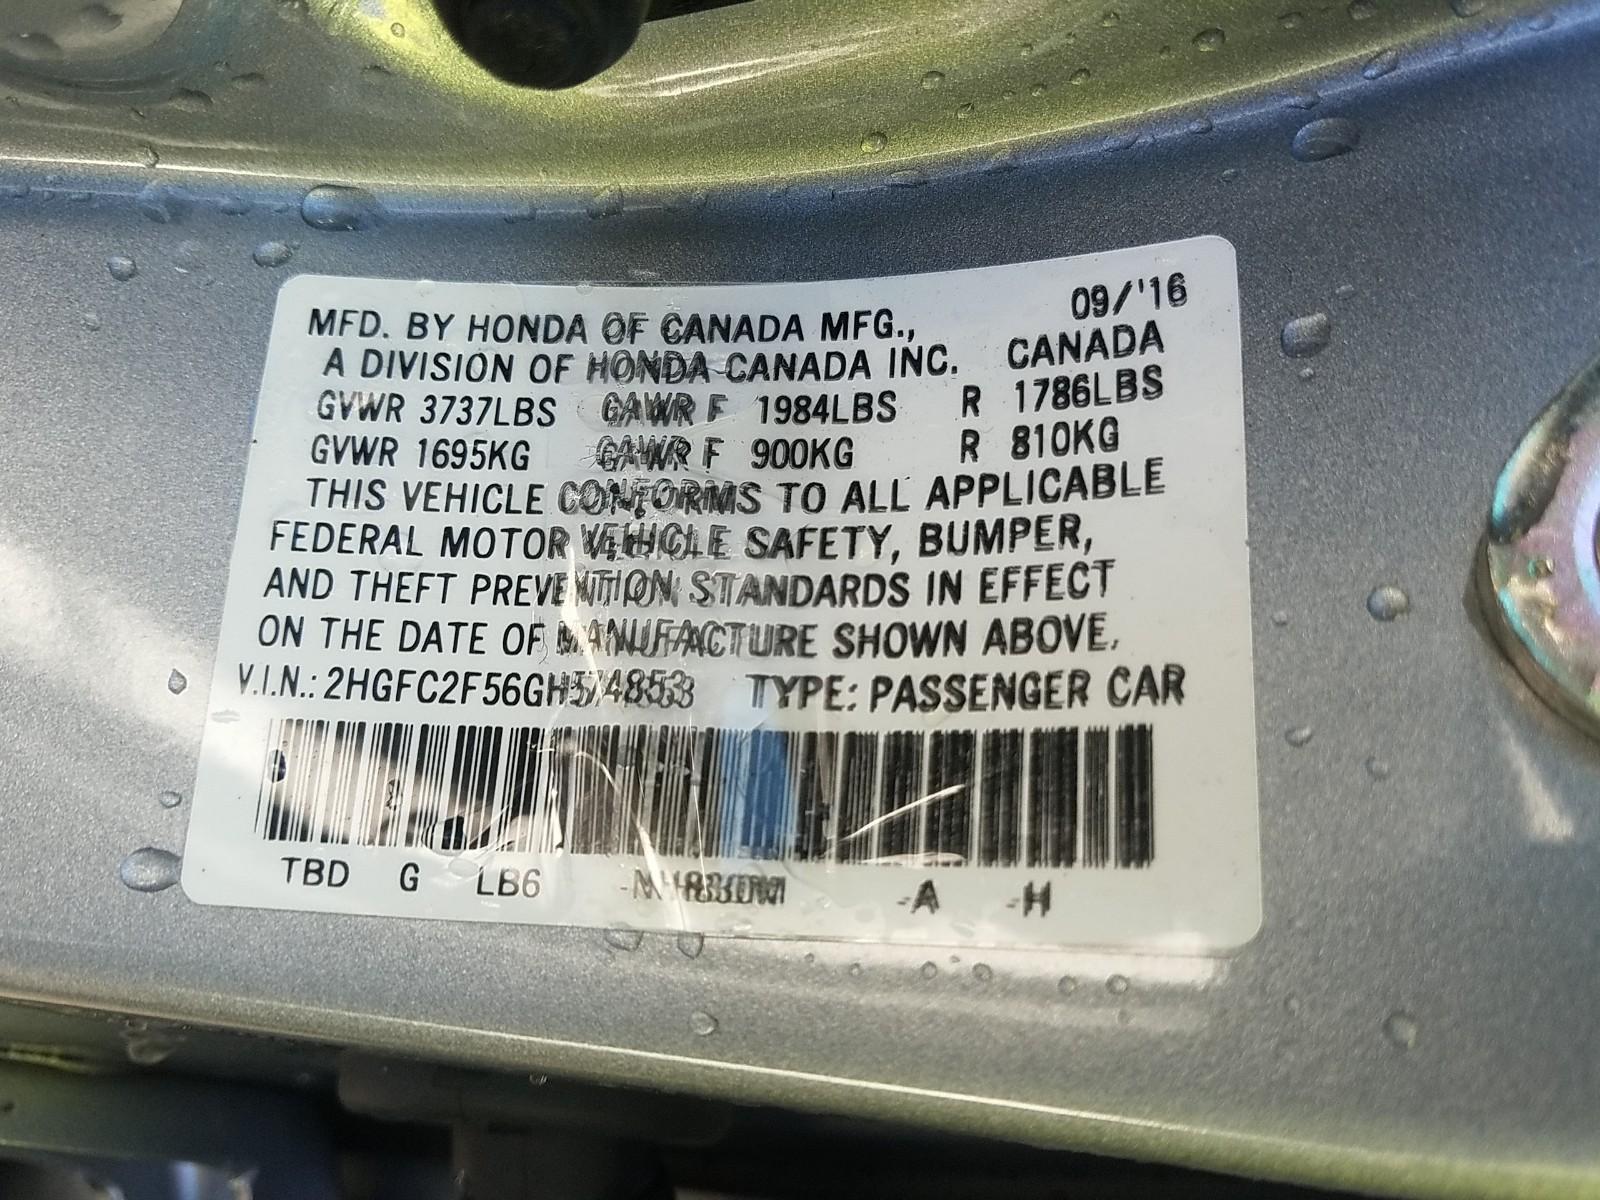 09/'16
MFD. BY HONDA OF CANADA MFG.,
A DIVISION OF HONDA CANADA INC. CANADA
GVWR 3737LBS GAWR F 1984LBS R 1786LBS
GVWR 1695KG GAWR F 900KG R 810KG
THIS VEHICLE CONFORMS TO ALL APPLICABLE
FEDERAL MOTOR VEHICLE SAFETY, BUMPER,
AND THEFT PREVENTION STANDARDS IN EFFECT
ON THE DATE OF MANUFACTURE SHOWN ABOVE.
V.I.N.: 2HGFC2F56GH574853 TYPE: PASSENGER CAR
TBD G LB6 -A -H